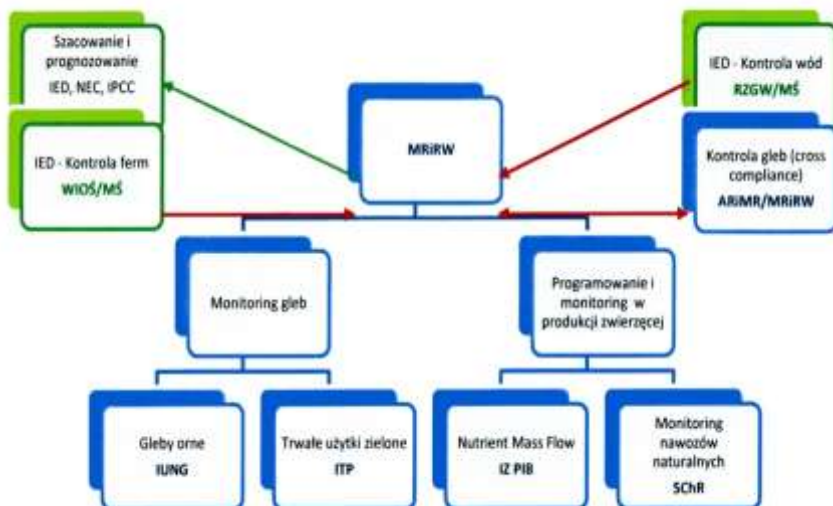 Szacowanie i
prognozowanie
IED, NEC, IPCC
IED - Kontrola ferm
WIOŚ/MŚ
MRiRW
IED - Kontrola wód
RZGW/MŚ
Kontrola gleb (cross
compliance)
ARiMR/MRiRW
Monitoring gleb
Programowanie i
monitoring w
produkcji zwierzęcej
Gleby orne
IUNG
Trwałe użytki zielone
ITP
Nutrient Mass Flow
IZ PIB
Monitoring
nawozów
naturalnych
SChR